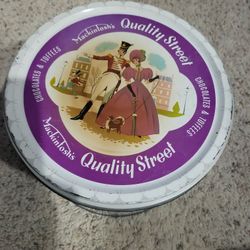 Mackintosh's
Quality Street
CHOCOLATES & TOFFEES
CHOCOLATES & TOFFEES
Mackintosh's
Quality Street